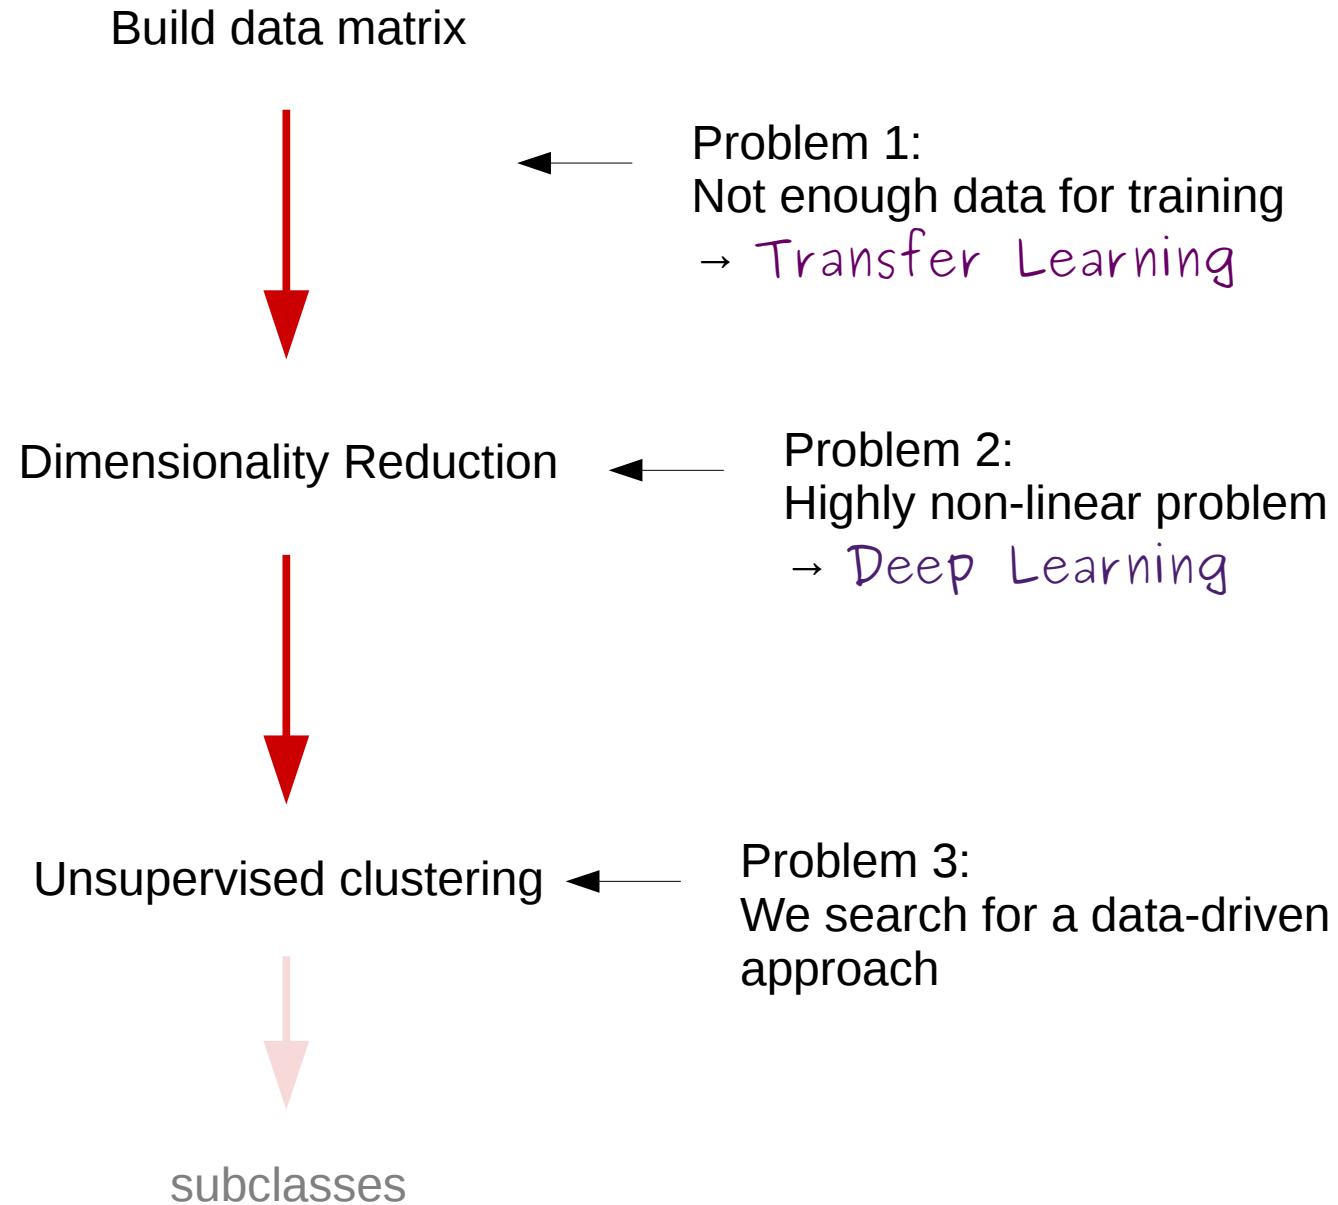 Build data matrix
Problem 1:
Not enough data for training
→ Transfer Learning
Dimensionality Reduction
Problem 2:
Highly non-linear problem
→ Deep Learning
Unsupervised clustering
Problem 3:
We search for a data-driven
approach
subclasses